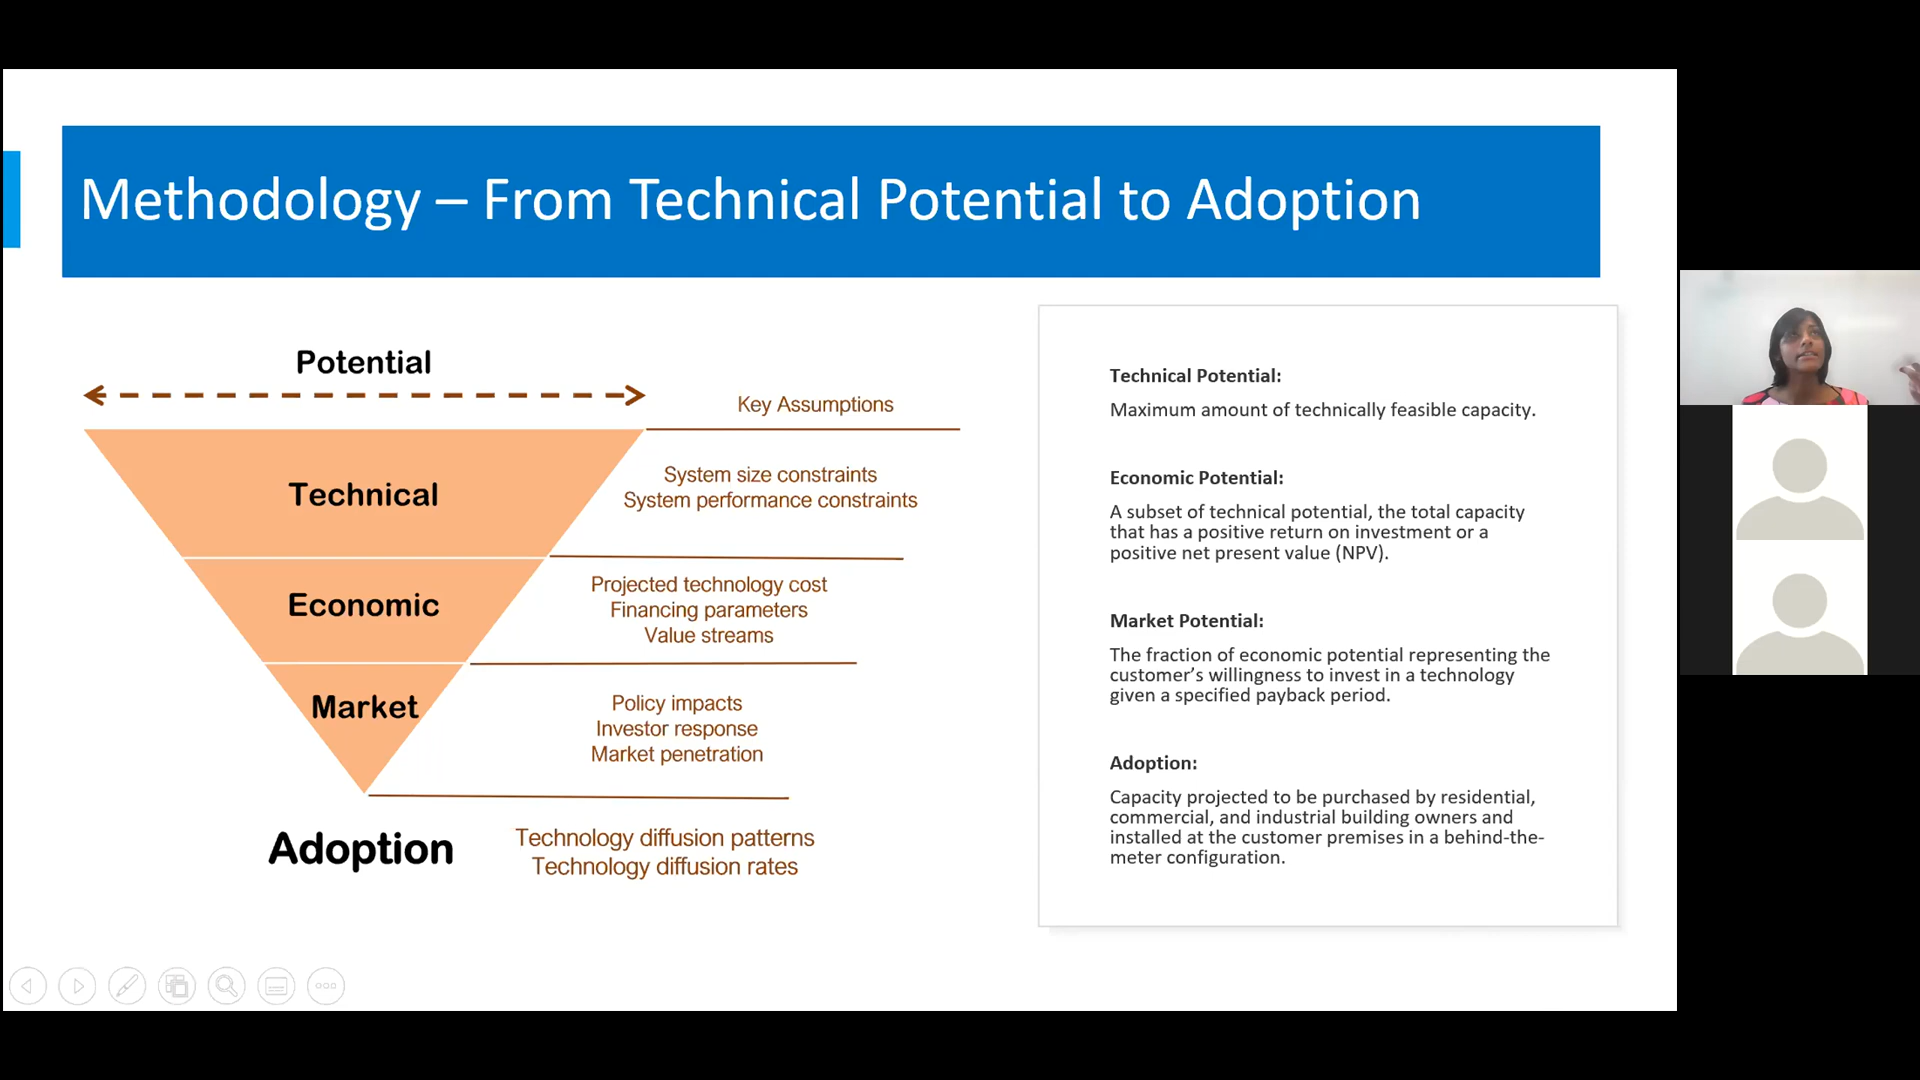 Methodology – From Technical Potential to Adoption
Potential
Key Assumptions
Technical
System size constraints
System performance constraints
Economic
Projected technology cost
Financing parameters
Value streams
Market
Policy impacts
Investor response
Market penetration
Adoption
Technology diffusion patterns
Technology diffusion rates
Technical Potential:
Maximum amount of technically feasible capacity.
Economic Potential:
A subset of technical potential, the total capacity
that has a positive return on investment or a
positive net present value (NPV).
Market Potential:
The fraction of economic potential representing the
customer’s willingness to invest in a technology
given a specified payback period.
Adoption:
Capacity projected to be purchased by residential,
commercial, and industrial building owners and
installed at the customer premises in a behind-the-
meter configuration.